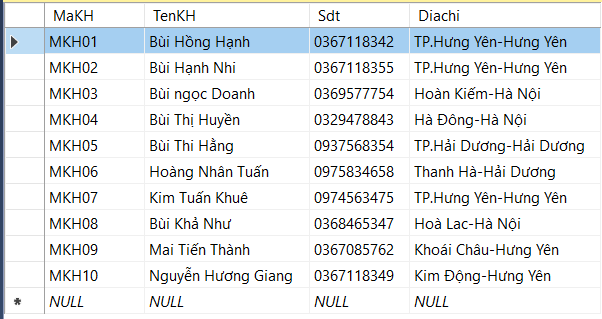 MaKH TenKH Sdt Diachi
MKH01 Bùi Hồng Hạnh 0367118342 TP.Hưng Yên-Hưng Yên
MKH02 Bùi Hạnh Nhi 0367118355 TP.Hưng Yên-Hưng Yên
MKH03 Bùi ngọc Doanh 0369577754 Hoàn Kiếm-Hà Nội
MKH04 Bùi Thị Huyền 0329478843 Hà Đông-Hà Nội
MKH05 Bùi Thi Hằng 0937568354 TP.Hải Dương-Hải Dương
MKH06 Hoàng Nhân Tuấn 0975834658 Thanh Hà-Hải Dương
MKH07 Kim Tuấn Khuê 0974563475 TP.Hưng Yên-Hưng Yên
MKH08 Bùi Khả Như 0368465347 Hoà Lac-Hà Nội
MKH09 Mai Tiến Thành 0367085762 Khoái Châu-Hưng Yên
MKH10 Nguyễn Hương Giang 0367118349 Kim Động-Hưng Yên
NULL NULL NULL NULL